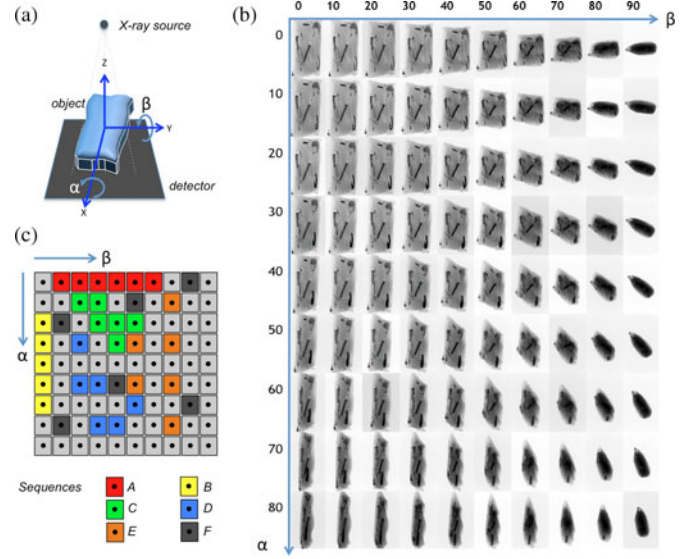 (a)
X-ray source
Z
object
β
Y
α
X
detector
(b)
0 10 20 30 40 50 60 70 80 90
β
0
10
20
30
40
50
60
70
80
α
(c)
β
α
Sequences
A B
C D
E F